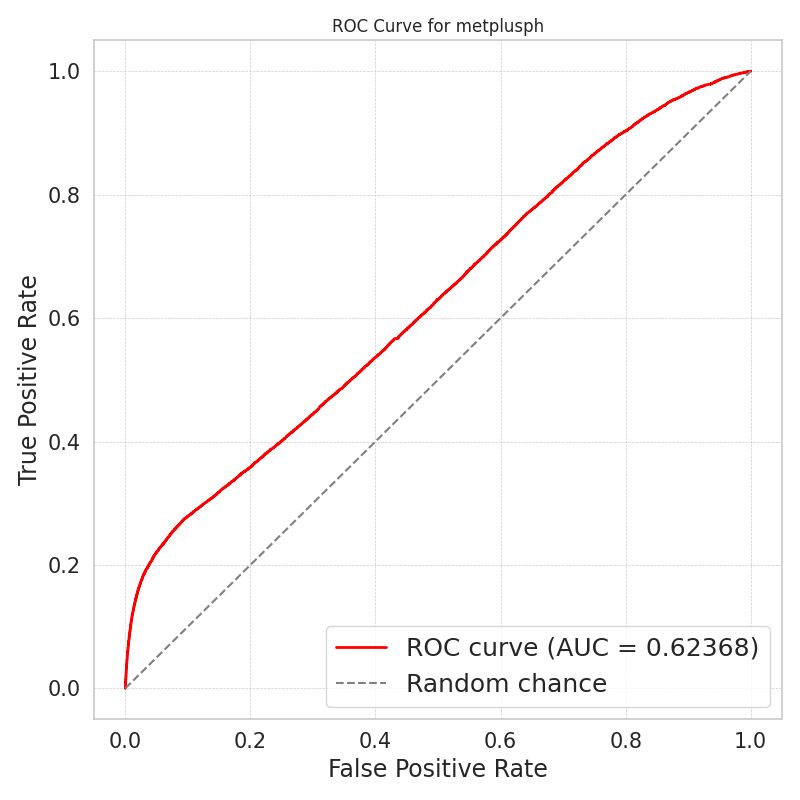 ROC Curve for metplusph
True Positive Rate
1.0
0.8
0.6
0.4
0.2
0.0
ROC curve (AUC = 0.62368)
Random chance
0.0 0.2 0.4 0.6 0.8 1.0
False Positive Rate